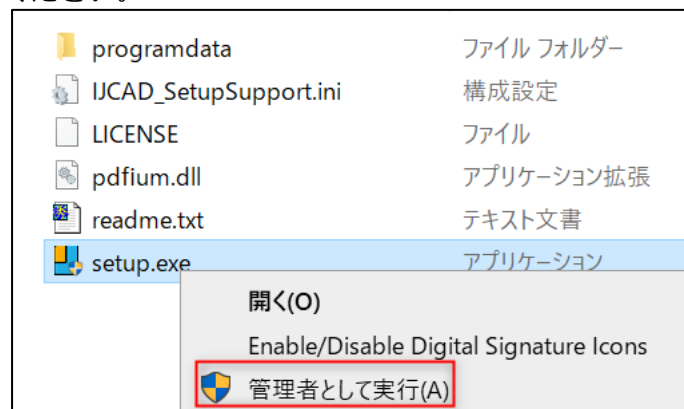 programdata ファイル フォルダー
IJCAD_SetupSupport.ini 構成設定
LICENSE ファイル
pdfium.dll アプリケーション拡張
readme.txt テキスト文書
setup.exe アプリケーション
開く(O)
Enable/Disable Digital Signature Icons
管理者として実行(A)